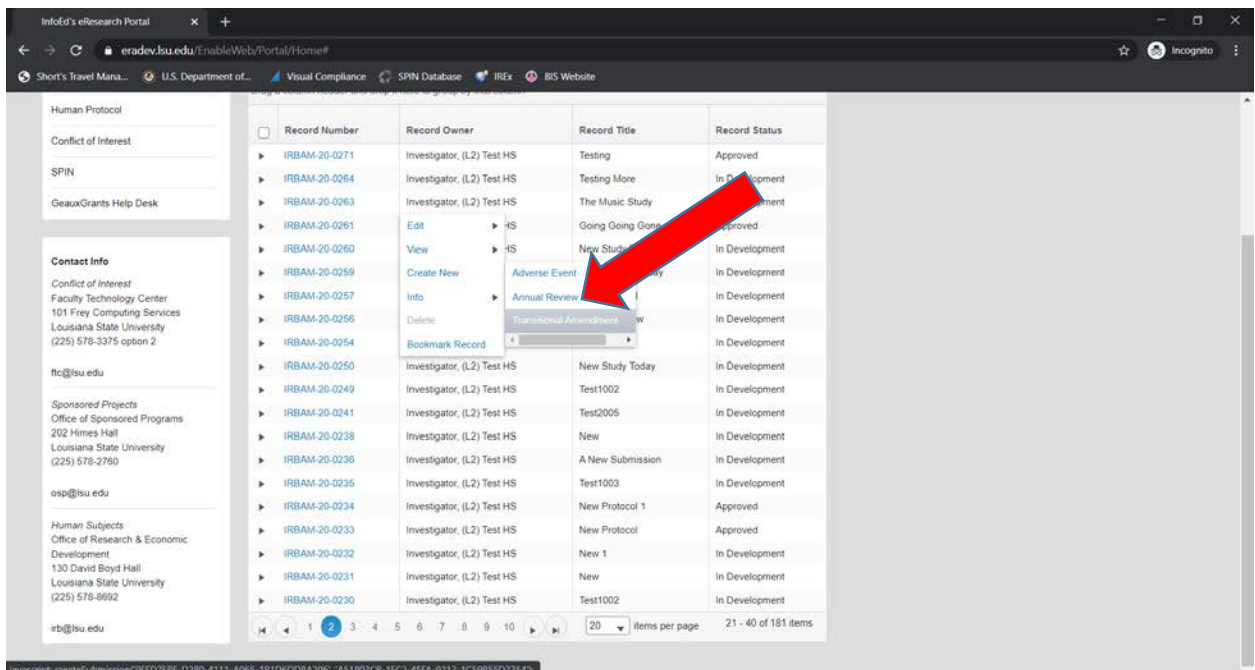 InfoEd's eResearch Portal
eradev.lsu.edu/EnableWeb/Portal/Home#
Incognito
Short's Travel Mana...
U.S. Department of...
Visual Compliance
SPIN Database
IREx
BIS Website
Human Protocol
Conflict of Interest
SPIN
GeauxGrants Help Desk
Contact Info
Conflict of Interest
Faculty Technology Center
101 Frey Computing Services
Louisiana State University
(225) 578-3375 option 2
ftc@lsu.edu
Sponsored Projects
Office of Sponsored Programs
202 Himes Hall
Louisiana State University
(225) 578-2760
osp@lsu.edu
Human Subjects
Office of Research & Economic
Development
130 David Boyd Hall
Louisiana State University
(225) 578-8692
irb@lsu.edu
Record Number Record Owner Record Title Record Status
IRBAM-20-0271 Investigator, (L2) Test HS Testing Approved
IRBAM-20-0264 Investigator, (L2) Test HS Testing More In Development
IRBAM-20-0263 Investigator, (L2) Test HS The Music Study
IRBAM-20-0261 HS Going Going Gone Approved
IRBAM-20-0260 HS New Study In Development
IRBAM-20-0259 In Development
IRBAM-20-0257 In Development
IRBAM-20-0256 In Development
IRBAM-20-0254 In Development
IRBAM-20-0250 Investigator, (L2) Test HS New Study Today In Development
IRBAM-20-0249 Investigator, (L2) Test HS Test1002 In Development
IRBAM-20-0241 Investigator, (L2) Test HS Test2005 In Development
IRBAM-20-0238 Investigator, (L2) Test HS New In Development
IRBAM-20-0236 Investigator, (L2) Test HS A New Submission In Development
IRBAM-20-0235 Investigator, (L2) Test HS Test1003 In Development
IRBAM-20-0234 Investigator, (L2) Test HS New Protocol 1 Approved
IRBAM-20-0233 Investigator, (L2) Test HS New Protocol Approved
IRBAM-20-0232 Investigator, (L2) Test HS New 1 In Development
IRBAM-20-0231 Investigator, (L2) Test HS New In Development
IRBAM-20-0230 Investigator, (L2) Test HS Test1002 In Development
Edit
View
Create New
Info
Delete
Bookmark Record
Adverse Event
Annual Review
Transitional Amendment
1 2 3 4 5 6 7 8 9 10 20 items per page 21 - 40 of 181 items